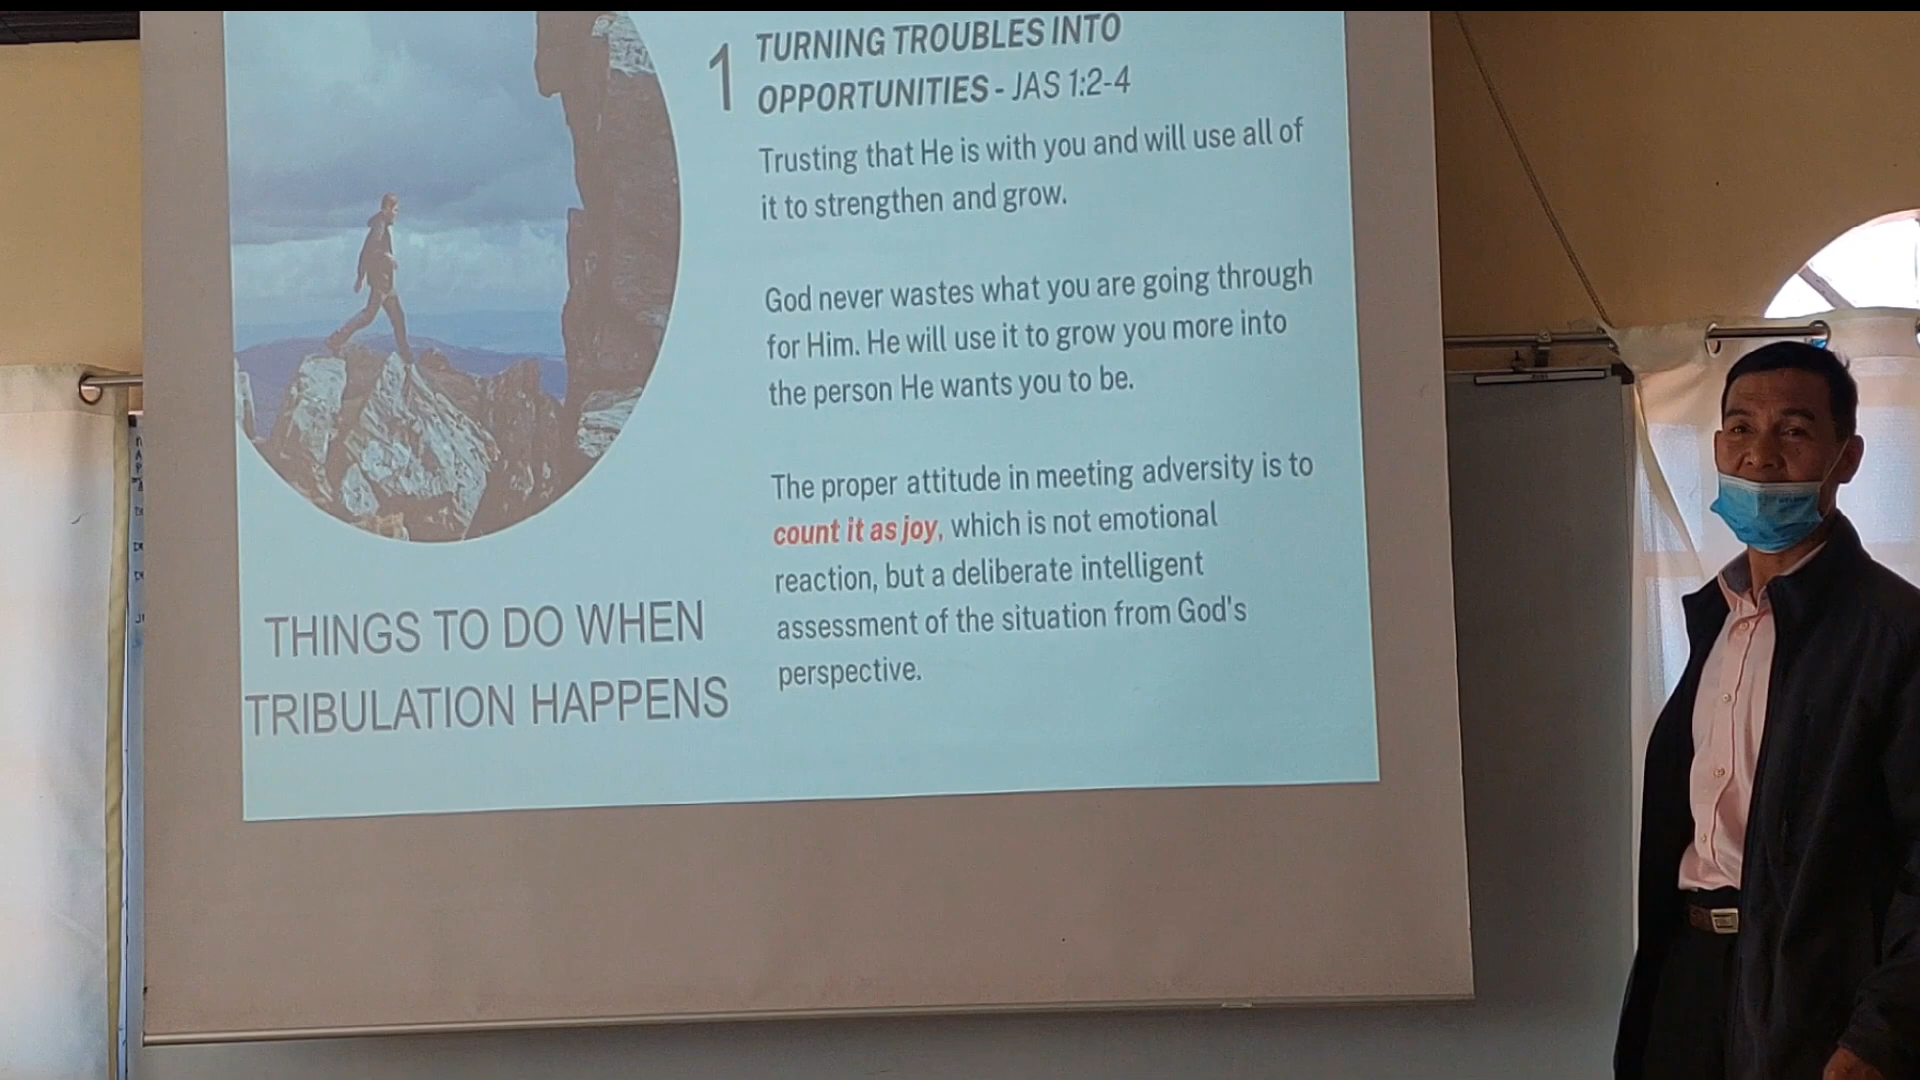 1
TURNING TROUBLES INTO
OPPORTUNITIES - JAS 1:2-4
Trusting that He is with you and will use all of
it to strengthen and grow.
God never wastes what you are going through
for Him. He will use it to grow you more into
the person He wants you to be.
The proper attitude in meeting adversity is to
count it as joy, which is not emotional
reaction, but a deliberate intelligent
assessment of the situation from God's
perspective.
THINGS TO DO WHEN
TRIBULATION HAPPENS